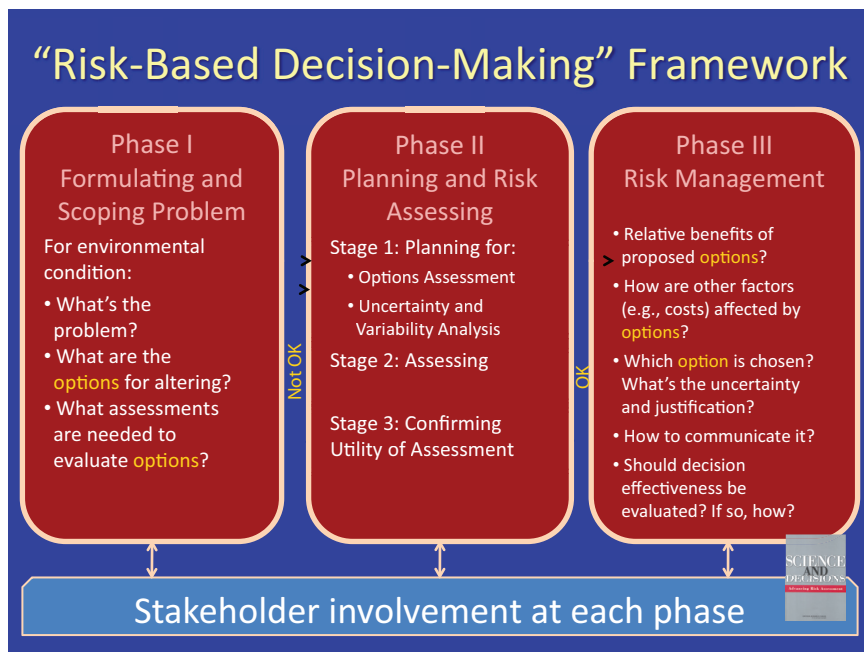 “Risk-Based Decision-Making” Framework
Phase I
Formulating and
Scoping Problem
For environmental
condition:
• What’s the
problem?
• What are the
options for altering?
• What assessments
are needed to
evaluate options?
Not OK
Phase II
Planning and Risk
Assessing
Stage 1: Planning for:
• Options Assessment
• Uncertainty and
Variability Analysis
Stage 2: Assessing
Stage 3: Confirming
Utility of Assessment
OK
Phase III
Risk Management
• Relative benefits of
proposed options?
• How are other factors
(e.g., costs) affected by
options?
• Which option is chosen?
What’s the uncertainty
and justification?
• How to communicate it?
• Should decision
effectiveness be
evaluated? If so, how?
SCIENCE
AND
DECISIONS
Advancing Risk Assessment
Stakeholder involvement at each phase